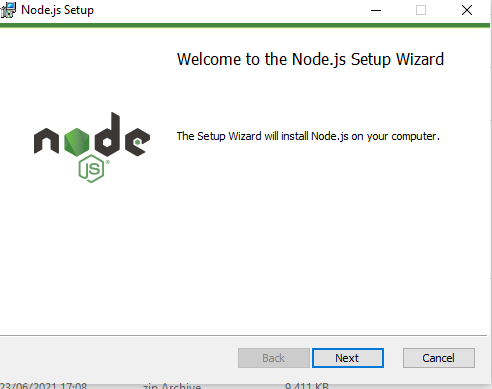 Node.js Setup
Welcome to the Node.js Setup Wizard
node
JS
The Setup Wizard will install Node.js on your computer.
Back Next Cancel
23/06/2021 17:08 zip Archive 9,411 KB